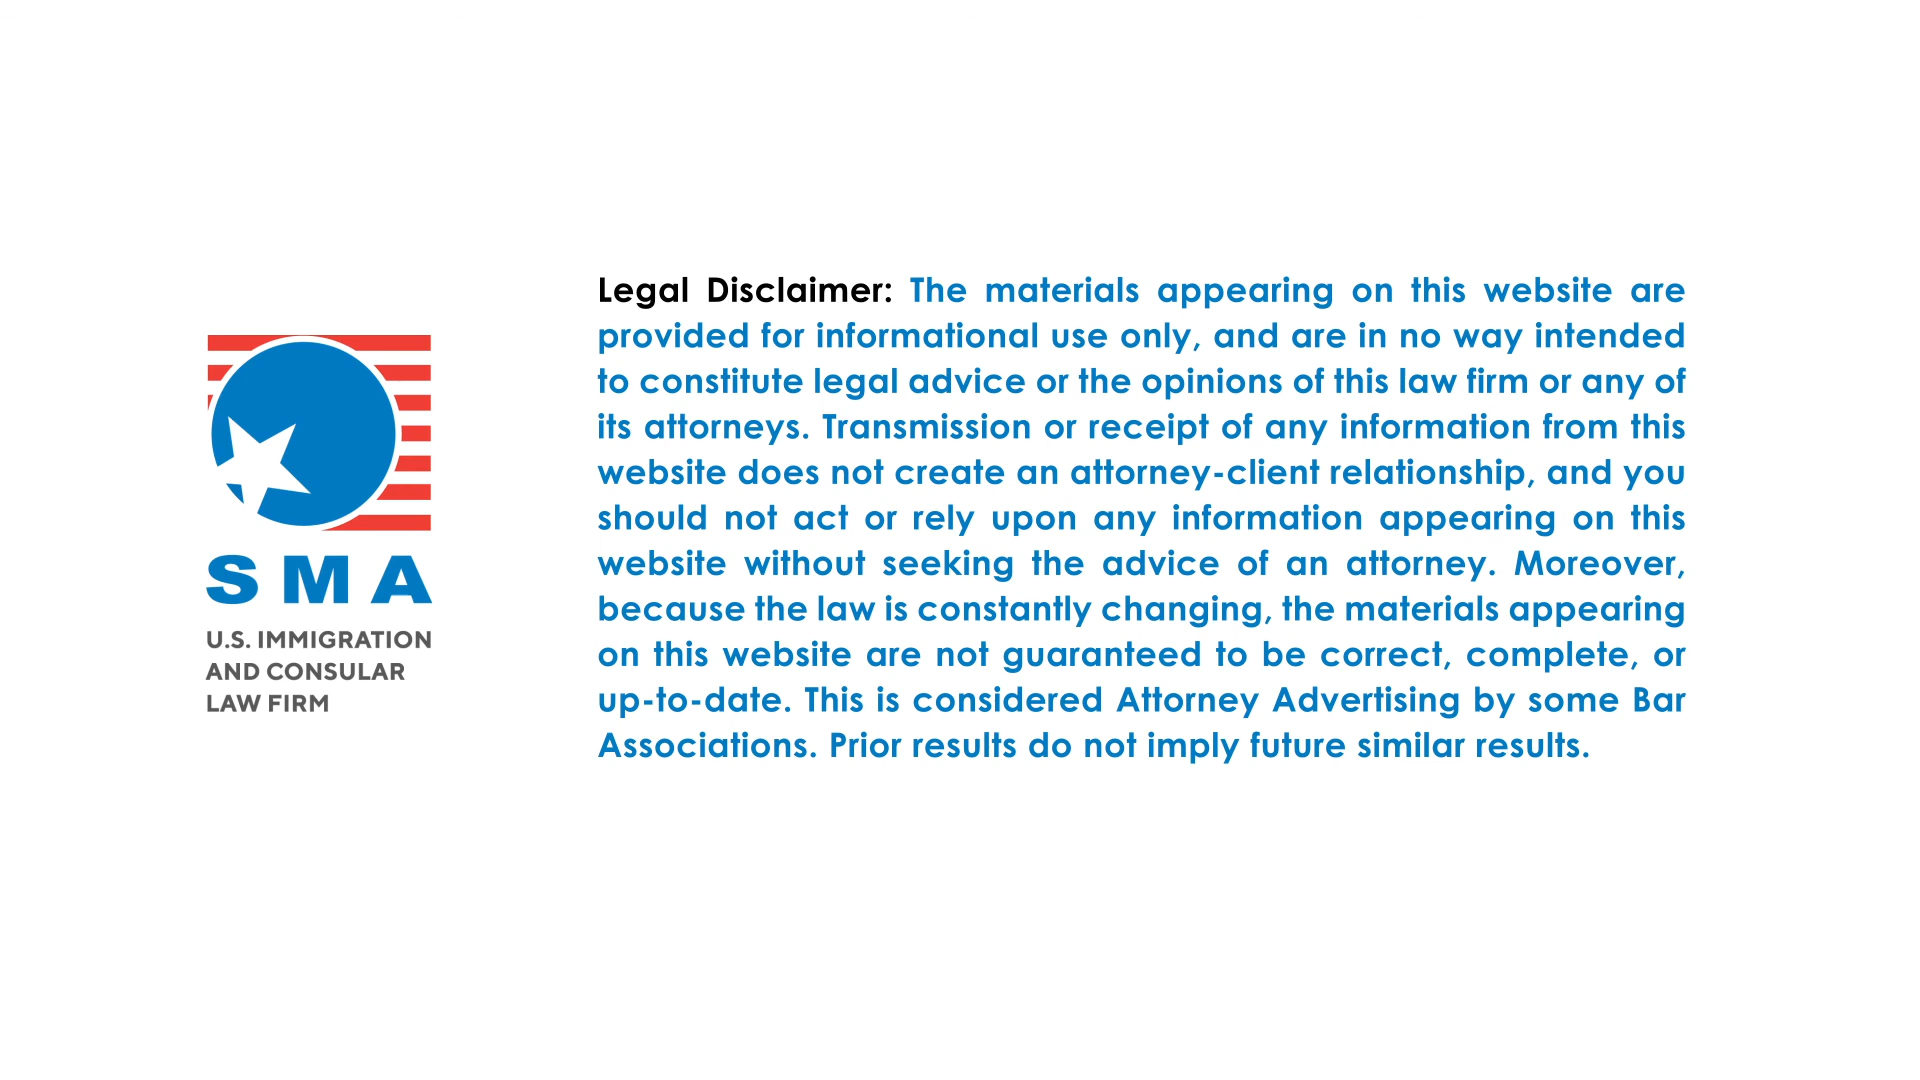 SMA
U.S. IMMIGRATION
AND CONSULAR
LAW FIRM
Legal Disclaimer: The materials appearing on this website are
provided for informational use only, and are in no way intended
to constitute legal advice or the opinions of this law firm or any of
its attorneys. Transmission or receipt of any information from this
website does not create an attorney-client relationship, and you
should not act or rely upon any information appearing on this
website without seeking the advice of an attorney. Moreover,
because the law is constantly changing, the materials appearing
on this website are not guaranteed to be correct, complete, or
up-to-date. This is considered Attorney Advertising by some Bar
Associations. Prior results do not imply future similar results.